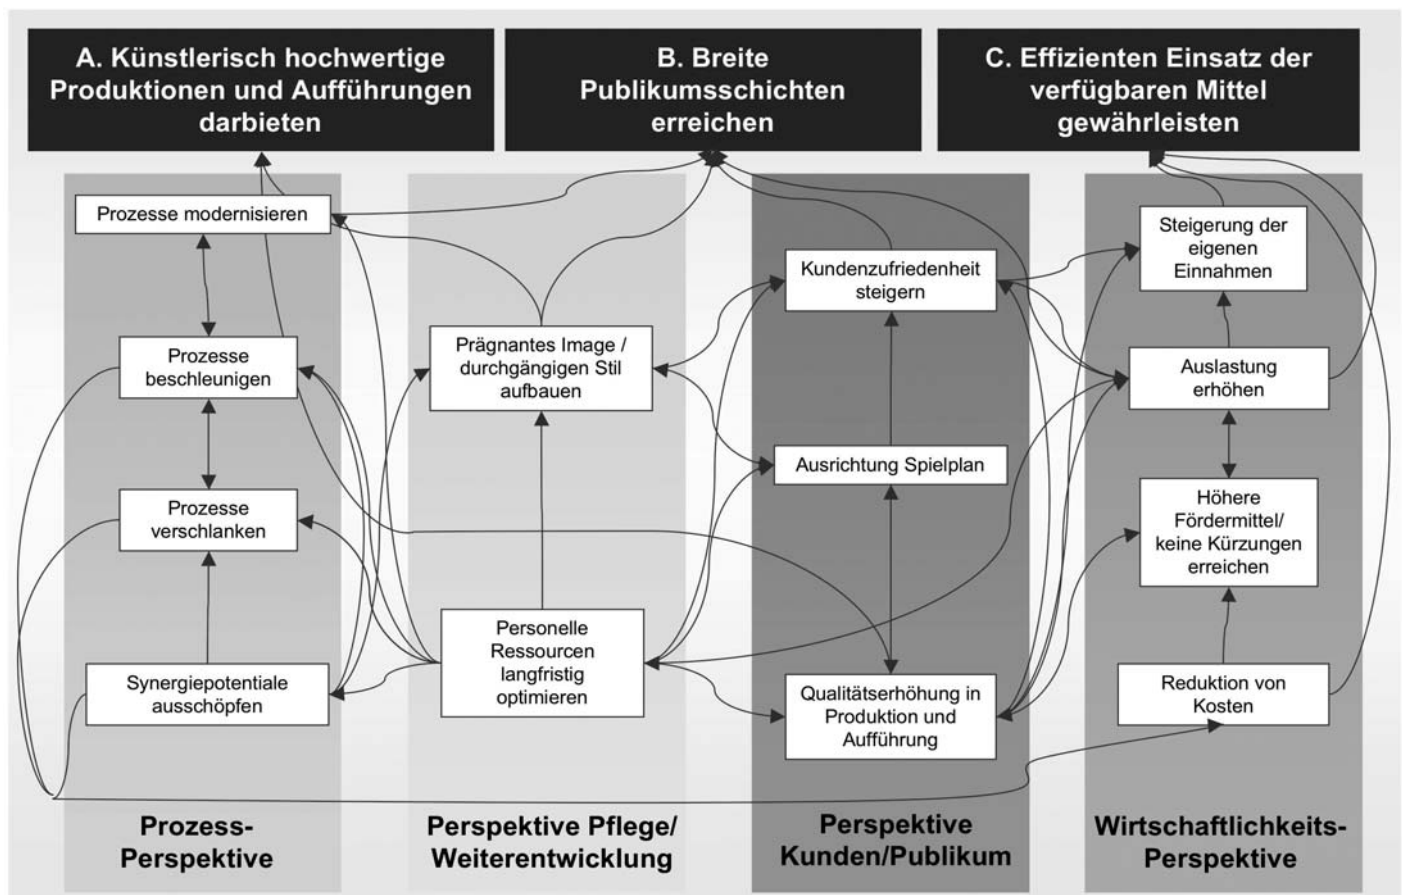 A. Künstlerisch hochwertige
Produktionen und Aufführungen
darbieten
B. Breite
Publikumsschichten
erreichen
C. Effizienten Einsatz der
verfügbaren Mittel
gewährleisten
Prozesse modernisieren
Prozesse
beschleunigen
Prozesse
verschlanken
Synergiepotentiale
ausschöpfen
Prozess-
Perspektive
Prägnantes Image /
durchgängigen Stil
aufbauen
Personelle
Ressourcen
langfristig
optimieren
Perspektive Pflege/
Weiterentwicklung
Kundenzufriedenheit
steigern
Ausrichtung Spielplan
Qualitätserhöhung in
Produktion und
Aufführung
Perspektive
Kunden/Publikum
Steigerung der
eigenen
Einnahmen
Auslastung
erhöhen
Höhere
Fördermittel/
keine Kürzungen
erreichen
Reduktion von
Kosten
Wirtschaftlichkeits-
Perspektive